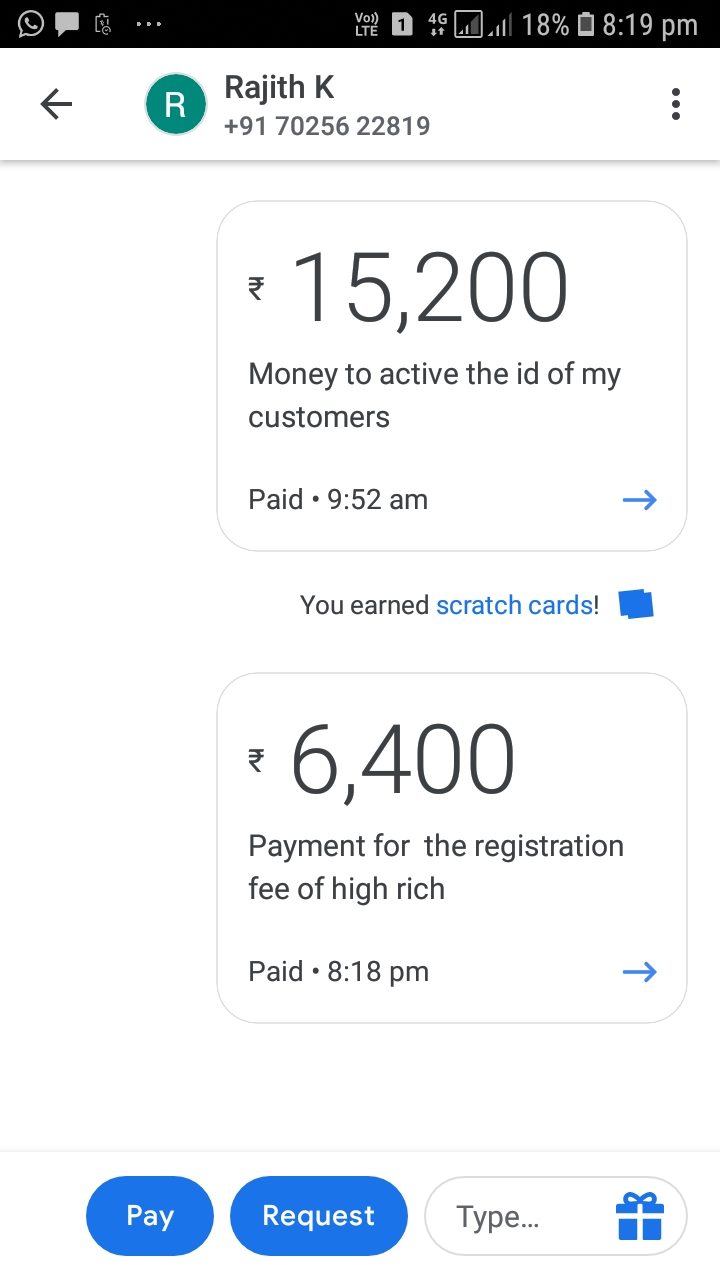 Vo)) LTE 1 4G 18% 8:19 pm
R
Rajith K
+91 70256 22819
₹ 15,200
Money to active the id of my
customers
Paid • 9:52 am
You earned scratch cards!
₹ 6,400
Payment for  the registration
fee of high rich
Paid • 8:18 pm
Pay
Request
Type...